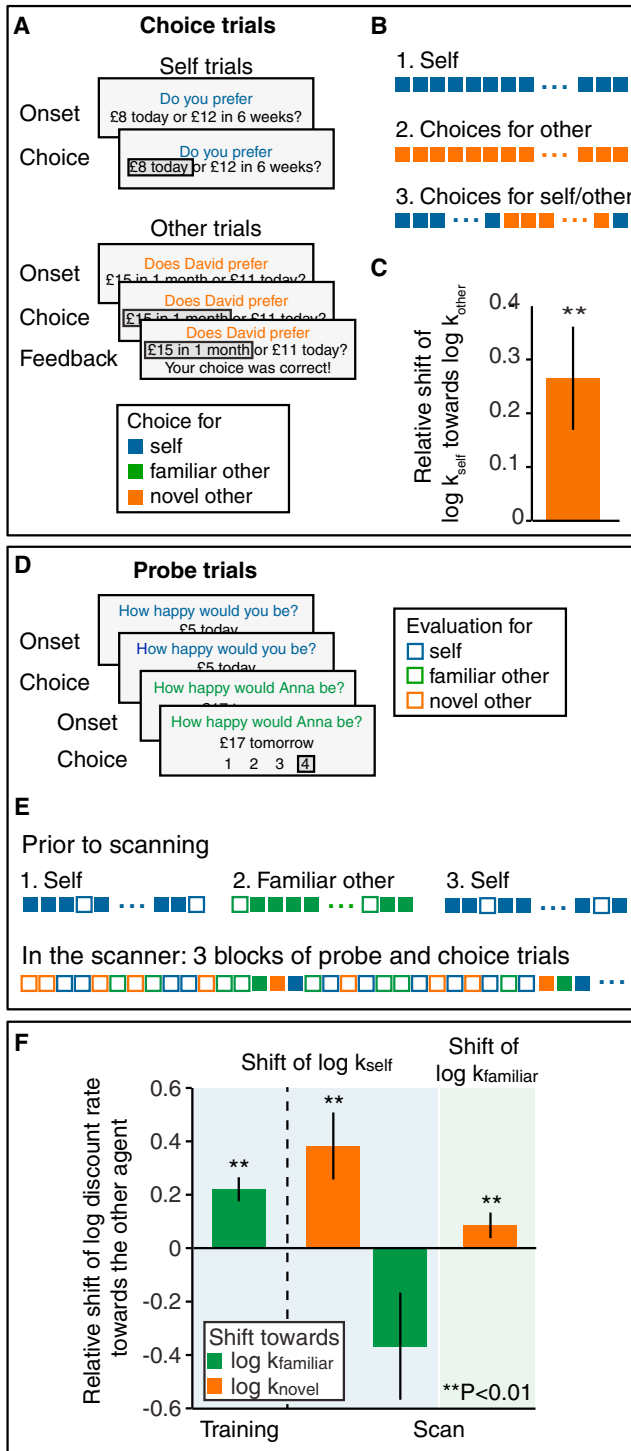 A
Choice trials
Self trials
Onset
Do you prefer
£8 today or £12 in 6 weeks?
Choice
Do you prefer
£8 today or £12 in 6 weeks?
Other trials
Onset
Does David prefer
£15 in 1 month or £11 today?
Choice
Does David prefer
£15 in 1 month or £11 today?
Feedback
Does David prefer
£15 in 1 month or £11 today?
Your choice was correct!
Choice for
self
familiar other
novel other
B
1. Self
...
2. Choices for other
...
3. Choices for self/other
... ...
C
Relative shift of
log kself towards log kother
0.4
0.3
0.2
0.1
0
**
D
Probe trials
Onset
How happy would you be?
£5 today
Choice
How happy would you be?
£5 today
Onset
How happy would Anna be?
Choice
How happy would Anna be?
£17 tomorrow
1 2 3 4
Evaluation for
self
familiar other
novel other
E
Prior to scanning
1. Self
...
2. Familiar other
...
3. Self
...
In the scanner: 3 blocks of probe and choice trials
...
F
Shift of log kself
Shift of
log kfamiliar
Relative shift of log discount rate
towards the other agent
0.6
0.4
0.2
0
-0.2
-0.4
-0.6
**
**
**
Shift towards
log kfamiliar
log knovel
**P<0.01
Training
Scan